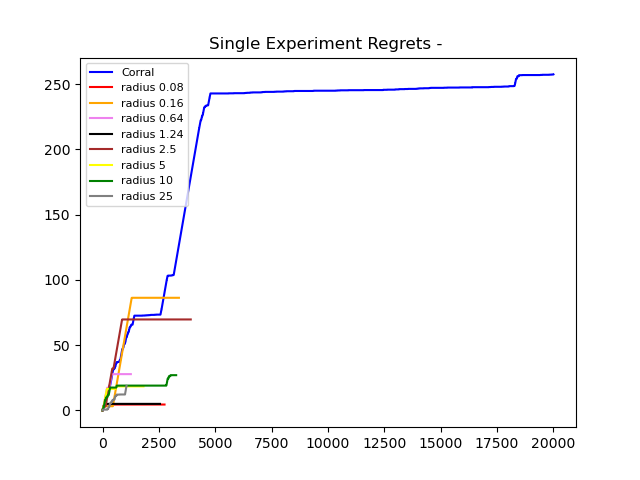 Single Experiment Regrets -
250
200
150
100
50
0
Corral
radius 0.08
radius 0.16
radius 0.64
radius 1.24
radius 2.5
radius 5
radius 10
radius 25
0 2500 5000 7500 10000 12500 15000 17500 20000